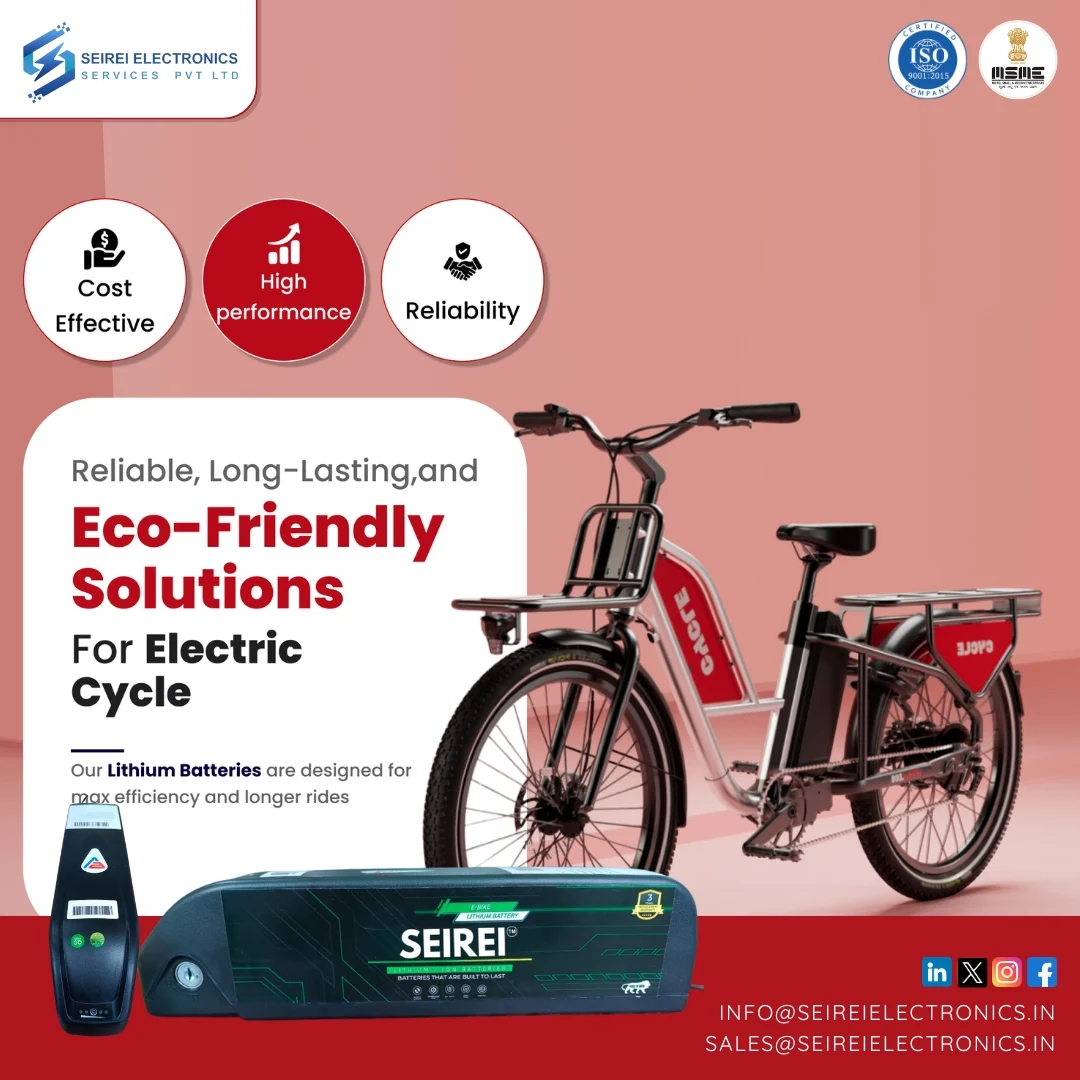 SEIREI ELECTRONICS
SERVICES PVT LTD
CERTIFIED
ISO
9001:2015
COMPANY
MSME
Cost
Effective
High
performance
Reliability
Reliable, Long-Lasting,and
Eco-Friendly
Solutions
For Electric
Cycle
Our Lithium Batteries are designed for
max efficiency and longer rides
CYCLE
CYCLE
E-BIKE
LITHIUM BATTERY
SEIREI™
LITHIUM - ION BATTERIES
BATTERIES THAT ARE BUILT TO LAST
3
S6
INFO@SEIREIELECTRONICS.IN
SALES@SEIREIELECTRONICS.IN